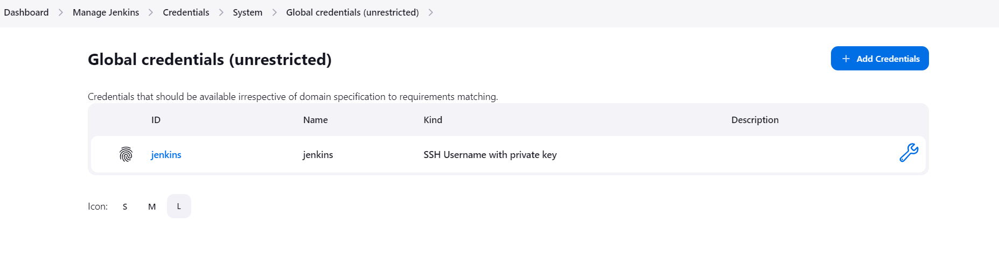 Dashboard > Manage Jenkins > Credentials > System > Global credentials (unrestricted) >
Global credentials (unrestricted)
+ Add Credentials
Credentials that should be available irrespective of domain specification to requirements matching.
ID Name Kind Description
jenkins jenkins SSH Username with private key
Icon: S M L